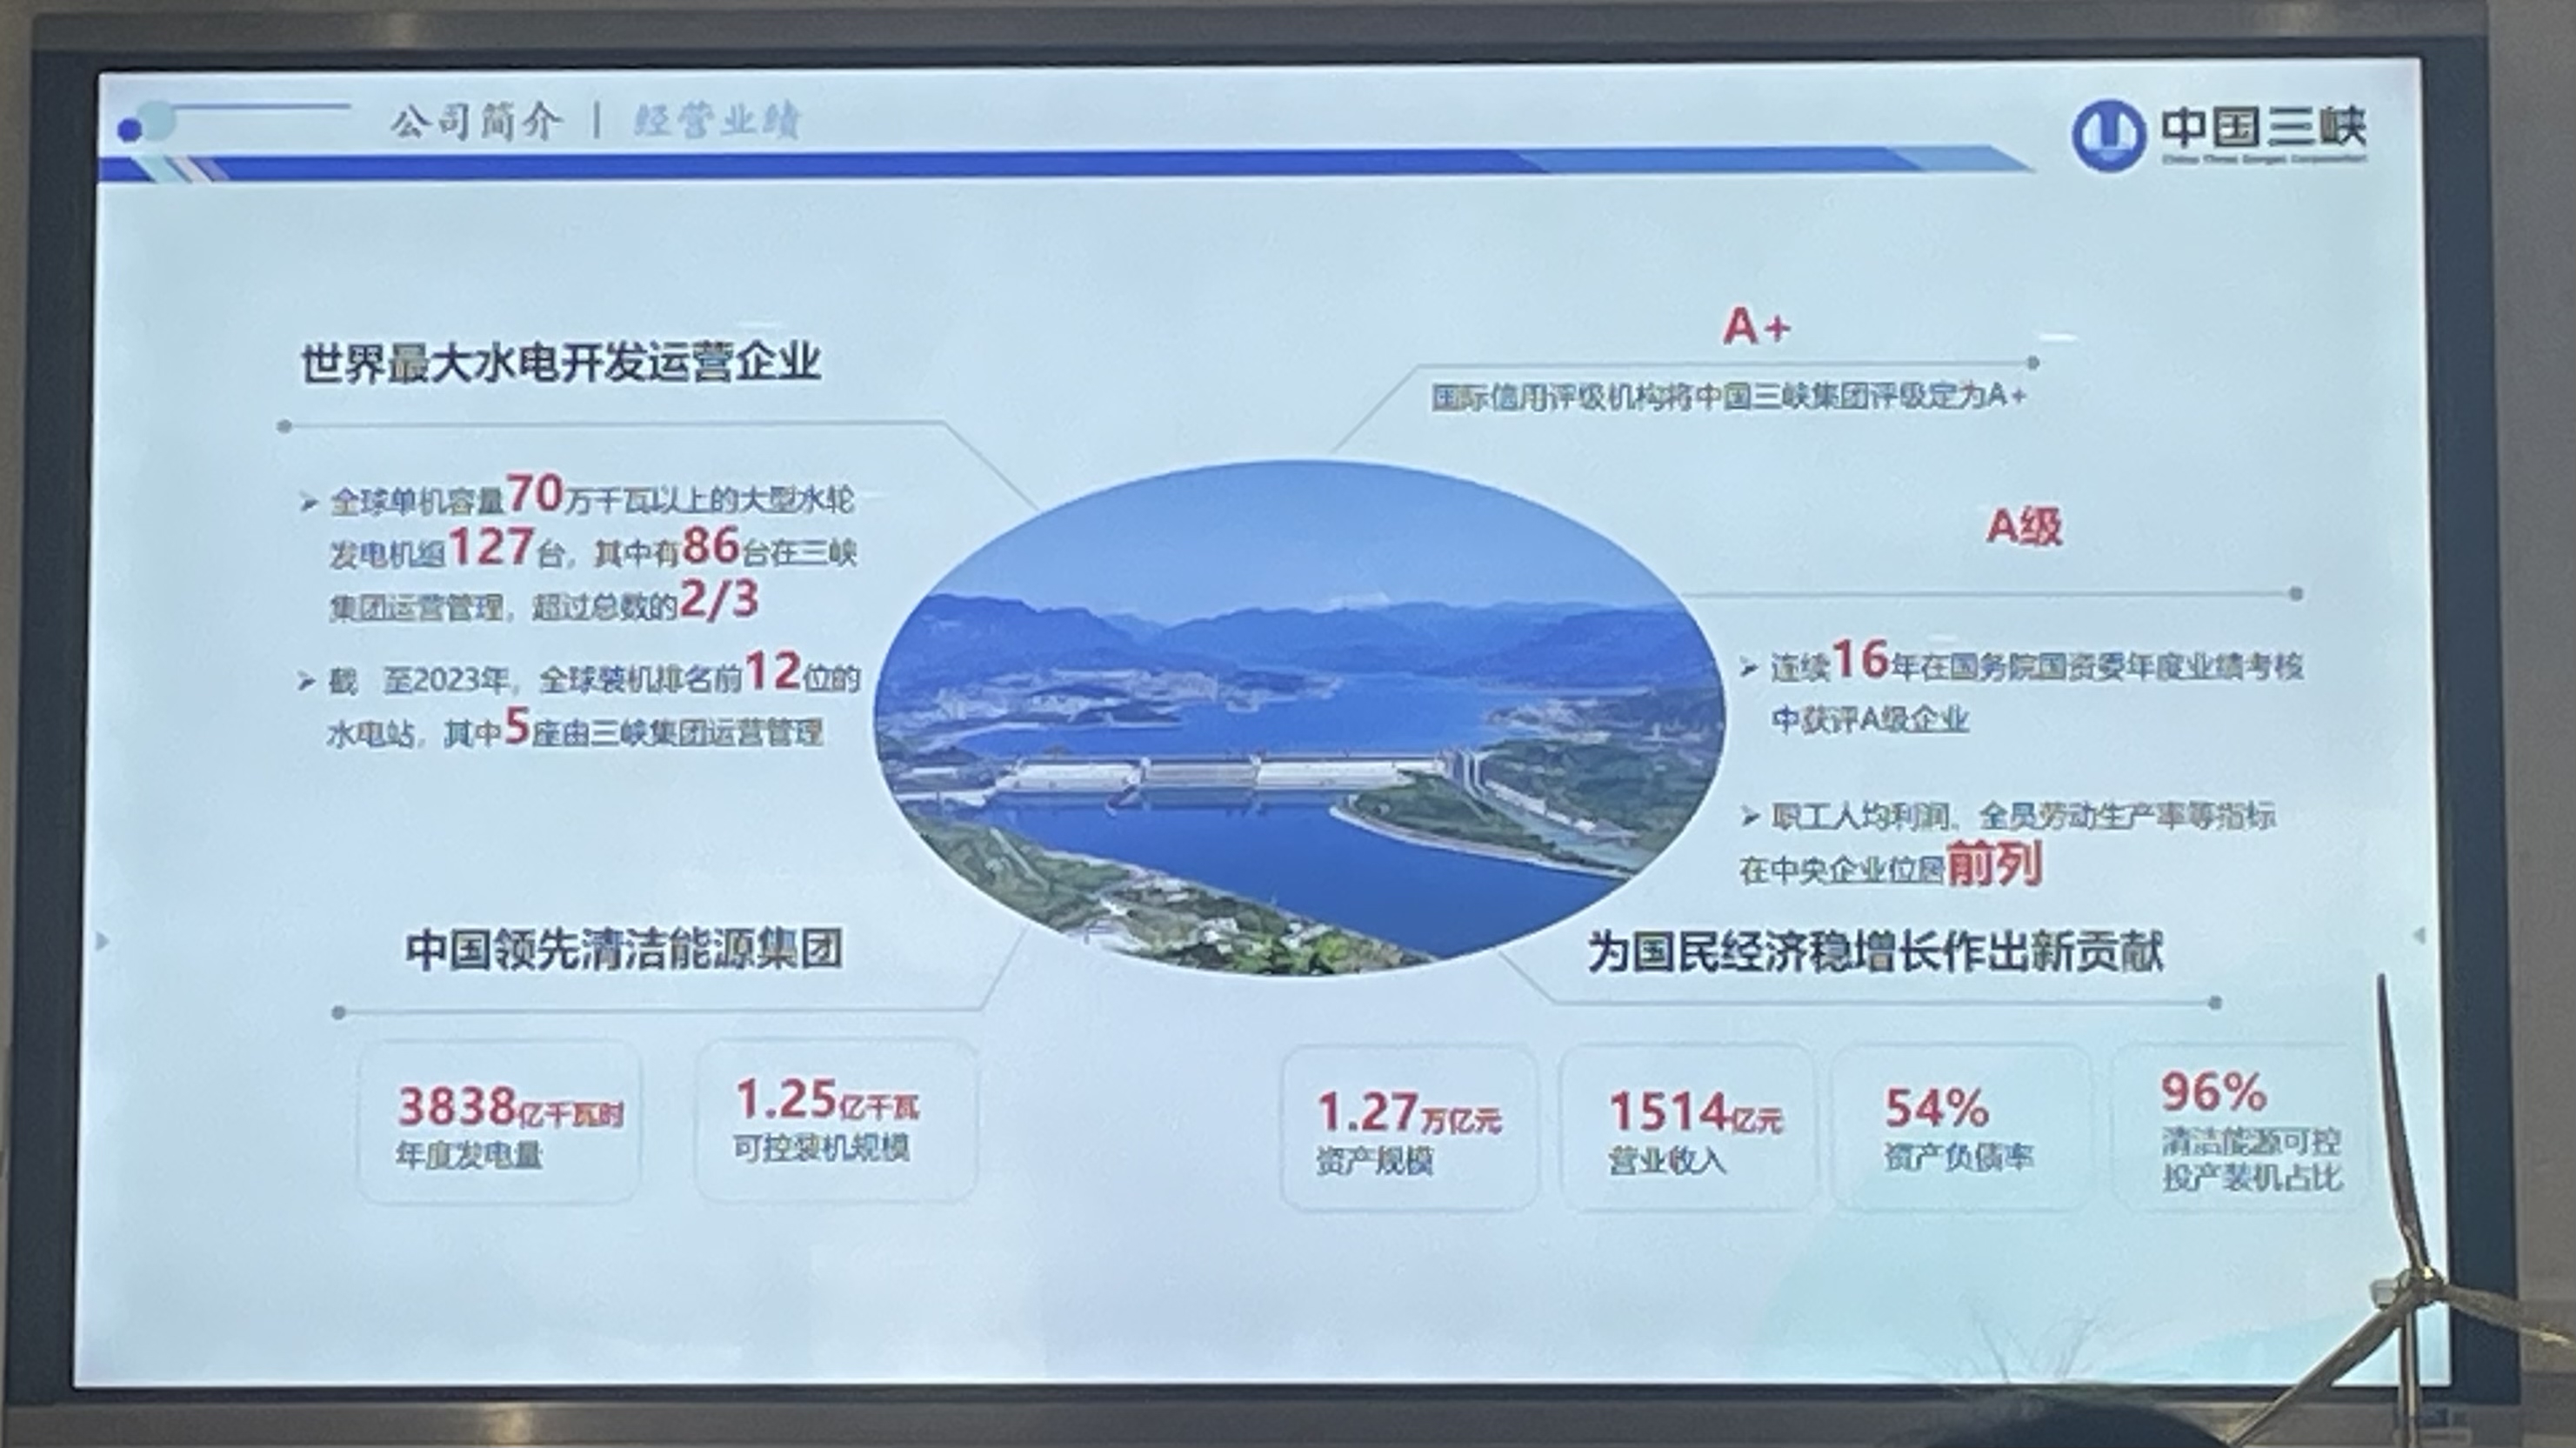 公司简介 | 经营业绩
中国三峡
China Three Gorges Corporation
世界最大水电开发运营企业
➢ 全球单机容量70万千瓦以上的大型水轮
发电机组127台，其中有86台在三峡
集团运营管理，超过总数的2/3
➢ 截 至2023年，全球装机排名前12位的
水电站，其中5座由三峡集团运营管理
A+
国际信用评级机构将中国三峡集团评级定为A+
A级
➢ 连续16年在国务院国资委年度业绩考核
中获评A级企业
➢ 职工人均利润、全员劳动生产率等指标
在中央企业位居前列
中国领先清洁能源集团
3838亿千瓦时
年度发电量
1.25亿千瓦
可控装机规模
为国民经济稳增长作出新贡献
1.27万亿元
资产规模
1514亿元
营业收入
54%
资产负债率
96%
清洁能源可控
投产装机占比